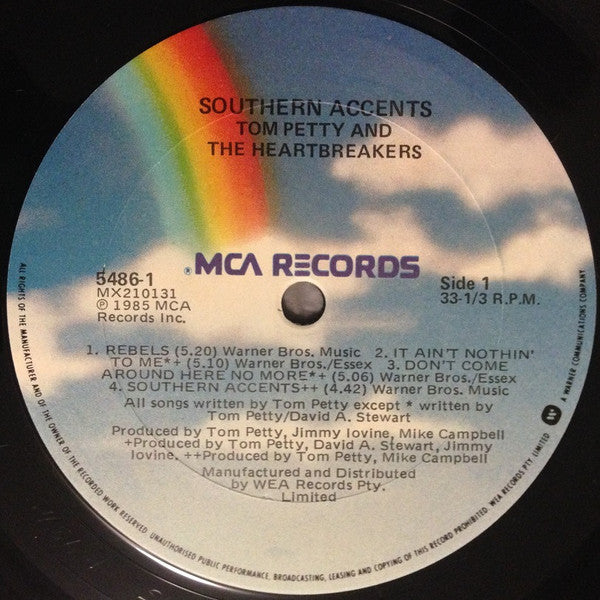 SOUTHERN ACCENTS
TOM PETTY AND
THE HEARTBREAKERS
® MCA RECORDS
5486-1
MX210131
℗ 1985 MCA
Records Inc.
Side 1
33-1/3 R.P.M.
1. REBELS (5.20) Warner Bros. Music 2. IT AIN'T NOTHIN'
TO ME*+ (5.10) Warner Bros./Essex 3. DON'T COME
AROUND HERE NO MORE*+ (5.06) Warner Bros./Essex
4. SOUTHERN ACCENTS++ (4.42) Warner Bros. Music
All songs written by Tom Petty except * written by
Tom Petty/David A. Stewart
Produced by Tom Petty, Jimmy Iovine, Mike Campbell
+Produced by Tom Petty, David A. Stewart, Jimmy
Iovine. ++Produced by Tom Petty, Mike Campbell
Manufactured and Distributed
by WEA Records Pty.
Limited
ALL RIGHTS OF THE MANUFACTURER AND OF THE OWNER OF THE RECORDED WORK RESERVED. UNAUTHORISED PUBLIC PERFORMANCE, BROADCASTING, LEASING AND COPYING OF THIS RECORD PROHIBITED. WEA RECORDS PTY. LIMITED
A WARNER COMMUNICATIONS COMPANY.